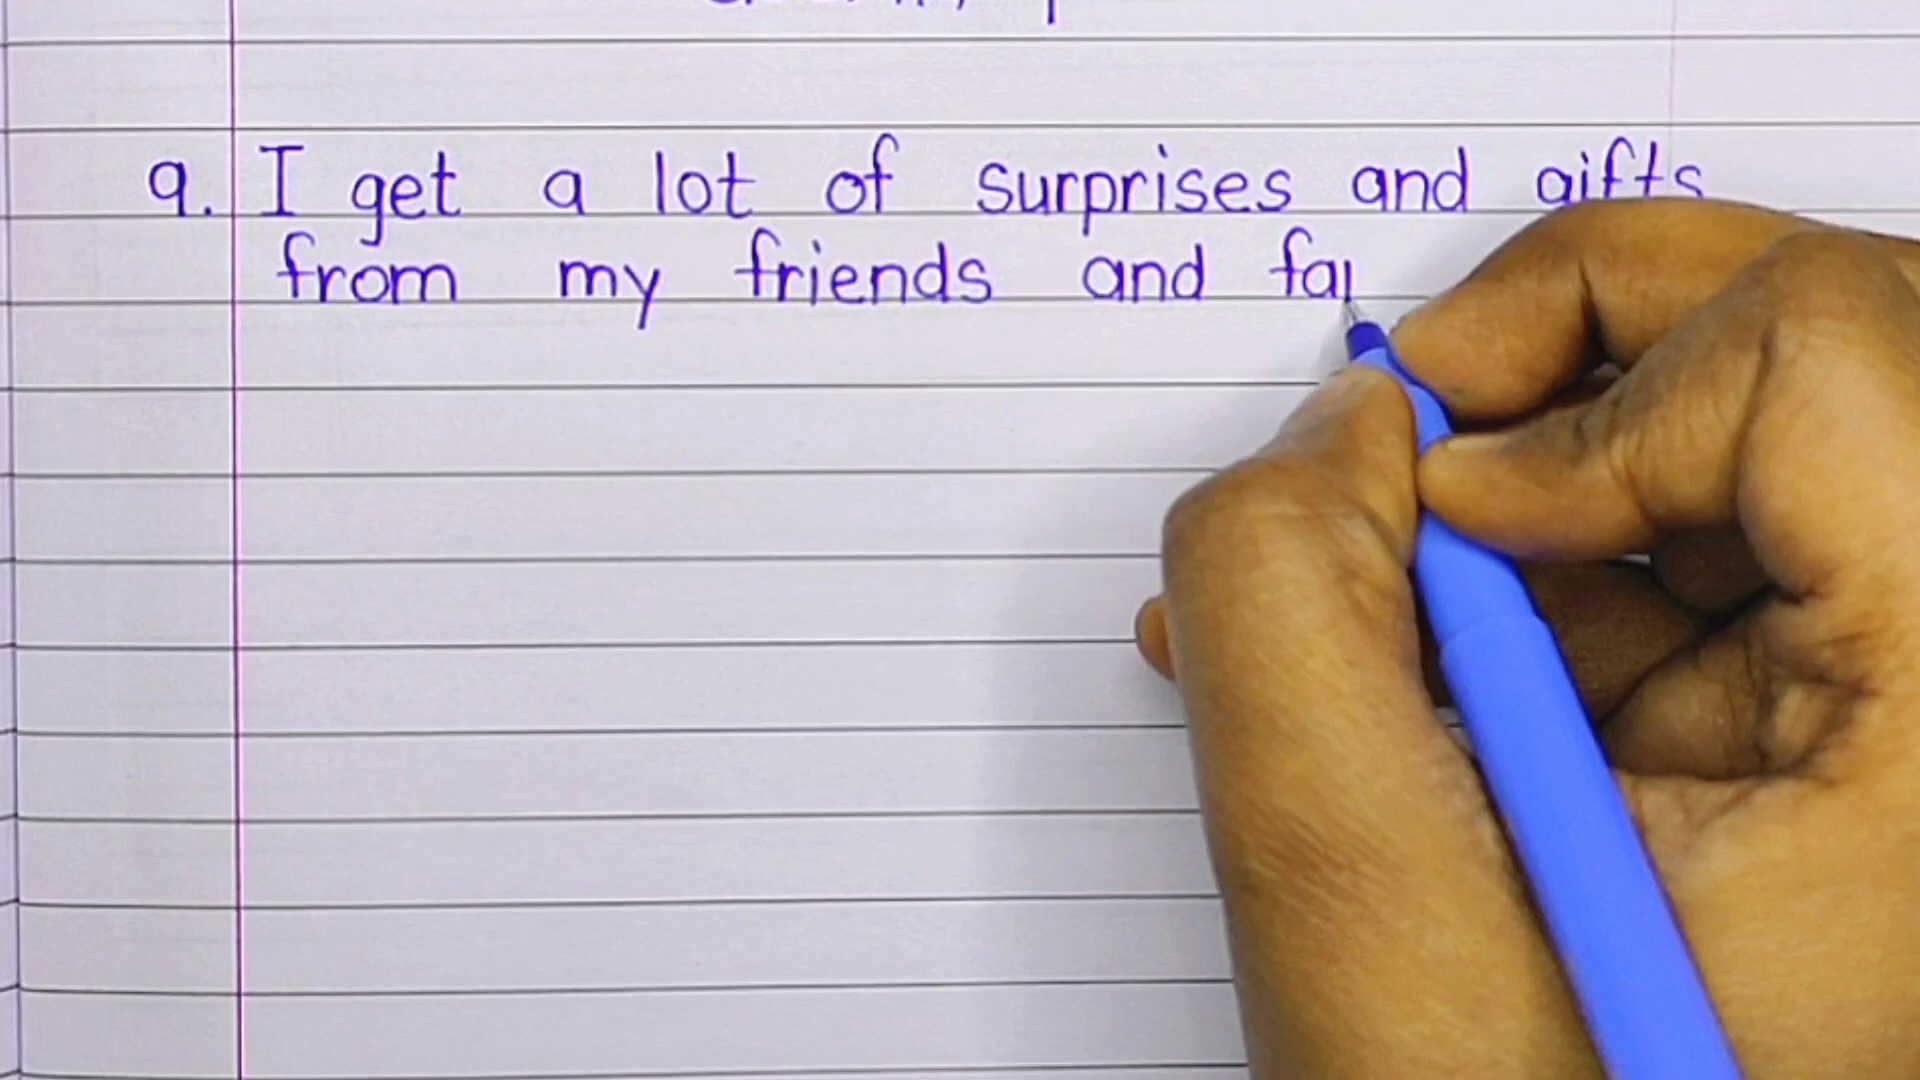 9. I get a lot of surprises and gifts
from my friends and fa